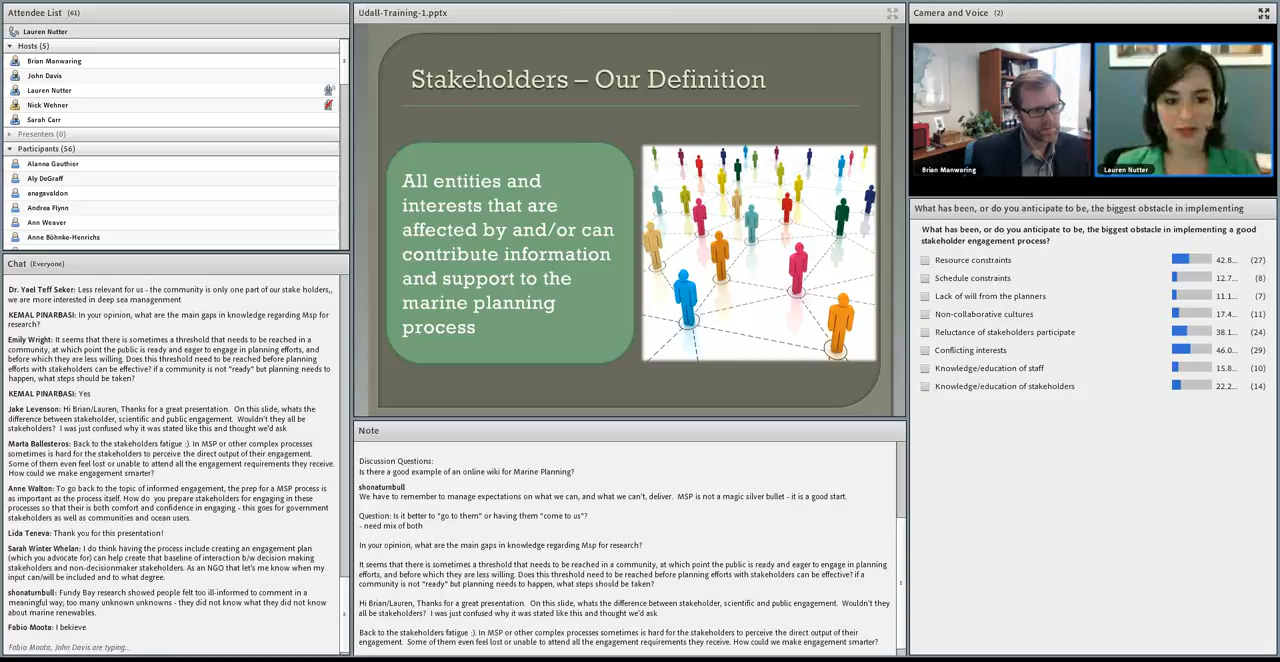 Attendee List (61)
Lauren Nutter
Hosts (5)
Brian Manwaring
John Davis
Lauren Nutter
Nick Wehner
Sarah Carr
Presenters (0)
Participants (56)
Alanna Gauthier
Aly DeGraff
anagavaldon
Andrea Flynn
Ann Weaver
Anne Böhnke-Henrichs
Chat (Everyone)
Dr. Yael Teff Seker: Less relevant for us - the community is only one part of our stake holders,,
we are more interested in deep sea mamangement
KEMAL PINARBASI: In your opinion, what are the main gaps in knowledge regarding Msp for
research?
Emily Wright: It seems that there is sometimes a threshold that needs to be reached in a
community, at which point the public is ready and eager to engage in planning efforts, and
before which they are less willing. Does this threshold need to be reached before planning
efforts with stakeholders can be effective? if a community is not "ready" but planning needs to
happen, what steps should be taken?
KEMAL PINARBASI: Yes
Jake Levenson: Hi Brian/Lauren, Thanks for a great presentation. On this slide, whats the
difference between stakeholder, scientific and public engagement. Wouldn't they all be
stakeholders? I was just confused why it was stated like this and thought we'd ask
Marta Ballesteros: Back to the stakeholders fatigue :). In MSP or other complex processes
sometimes is hard for the stakeholders to perceive the direct output of their engagement.
Some of them even feel lost or unable to attend all the engagement requirements they receive.
How could we make engagement smarter?
Anne Walton: To go back to the topic of informed engagement, the prep for a MSP process is
as important as the process itself. How do you prepare stakeholders for engaging in these
processes so that their is both comfort and confidence in engaging - this goes for government
stakeholders as well as communities and ocean users.
Lida Teneva: Thank you for this presentation!
Sarah Winter Whelan: I do think having the process include creating an engagement plan
(which you advocate for) can help create that baseline of interaction b/w decision making
stakeholders and non-decisionmaker stakeholders. As an NGO that let's me know when my
input can/will be included and to what degree.
shonaturnbull: Fundy Bay research showed people felt too ill-informed to comment in a
meaningful way; too many unknown unknowns - they did not know what they did not know
about marine renewables.
Fabio Moota: I bekieve
Fabio Moota, John Davis are typing...
Udall-Training-1.pptx
Stakeholders – Our Definition
All entities and
interests that are
affected by and/or can
contribute information
and support to the
marine planning
process
Note
Discussion Questions:
Is there a good example of an online wiki for Marine Planning?
shonaturnbull
We have to remember to manage expectations on what we can, and what we can't, deliver. MSP is not a magic silver bullet - it is a good start.
Question: Is it better to "go to them" or having them "come to us"?
- need mix of both
In your opinion, what are the main gaps in knowledge regarding Msp for research?
It seems that there is sometimes a threshold that needs to be reached in a community, at which point the public is ready and eager to engage in planning
efforts, and before which they are less willing. Does this threshold need to be reached before planning efforts with stakeholders can be effective? if a
community is not "ready" but planning needs to happen, what steps should be taken?
Hi Brian/Lauren, Thanks for a great presentation. On this slide, whats the difference between stakeholder, scientific and public engagement. Wouldn't they
all be stakeholders? I was just confused why it was stated like this and thought we'd ask
Back to the stakeholders fatigue :). In MSP or other complex processes sometimes is hard for the stakeholders to perceive the direct output of their
engagement. Some of them even feel lost or unable to attend all the engagement requirements they receive. How could we make engagement smarter?
Camera and Voice (2)
Brian Manwaring
Lauren Nutter
What has been, or do you anticipate to be, the biggest obstacle in implementing
What has been, or do you anticipate to be, the biggest obstacle in implementing a good
stakeholder engagement process?
Resource constraints 42.8... (27)
Schedule constraints 12.7... (8)
Lack of will from the planners 11.1... (7)
Non-collaborative cultures 17.4... (11)
Reluctance of stakeholders participate 38.1... (24)
Conflicting interests 46.0... (29)
Knowledge/education of staff 15.8... (10)
Knowledge/education of stakeholders 22.2... (14)